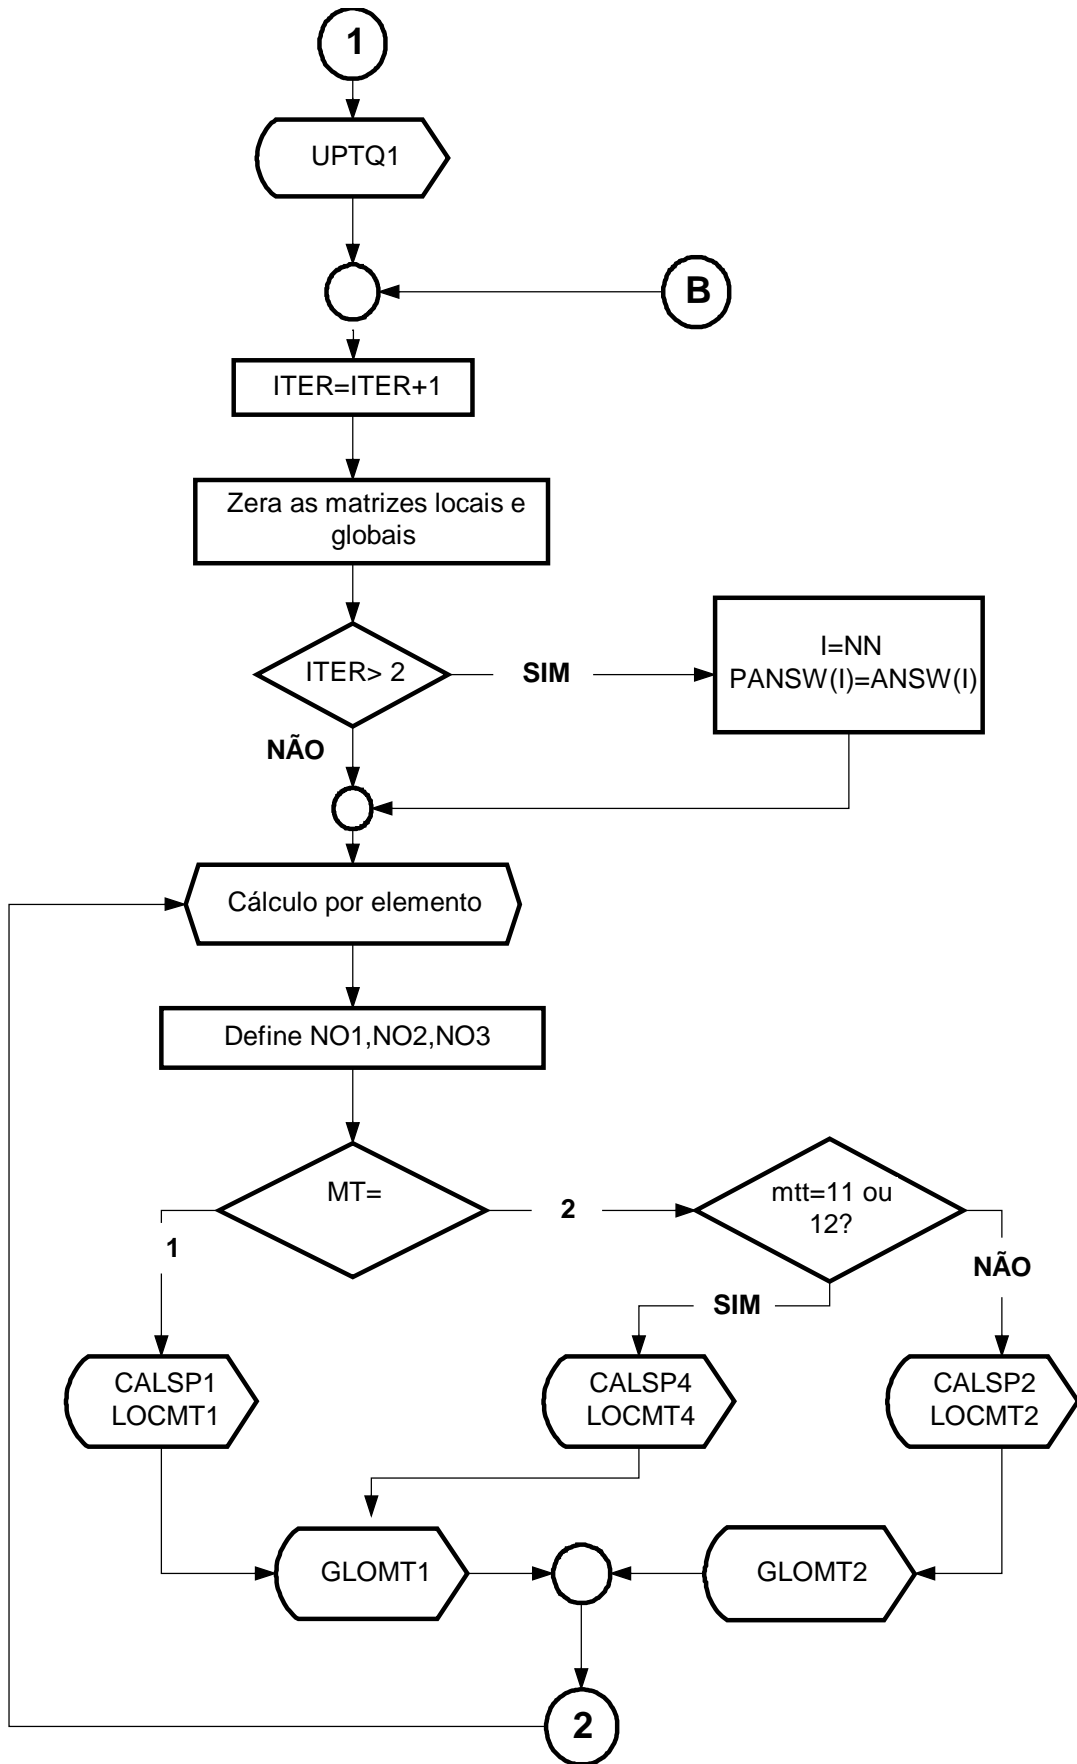 1
UPTQ1
B
ITER=ITER+1
Zera as matrizes locais e
globais
ITER> 2
SIM
I=NN
PANSW(I)=ANSW(I)
NÃO
Cálculo por elemento
Define NO1,NO2,NO3
MT=
2
mtt=11 ou
12?
1
NÃO
SIM
CALSP1
LOCMT1
CALSP4
LOCMT4
CALSP2
LOCMT2
GLOMT1
GLOMT2
2